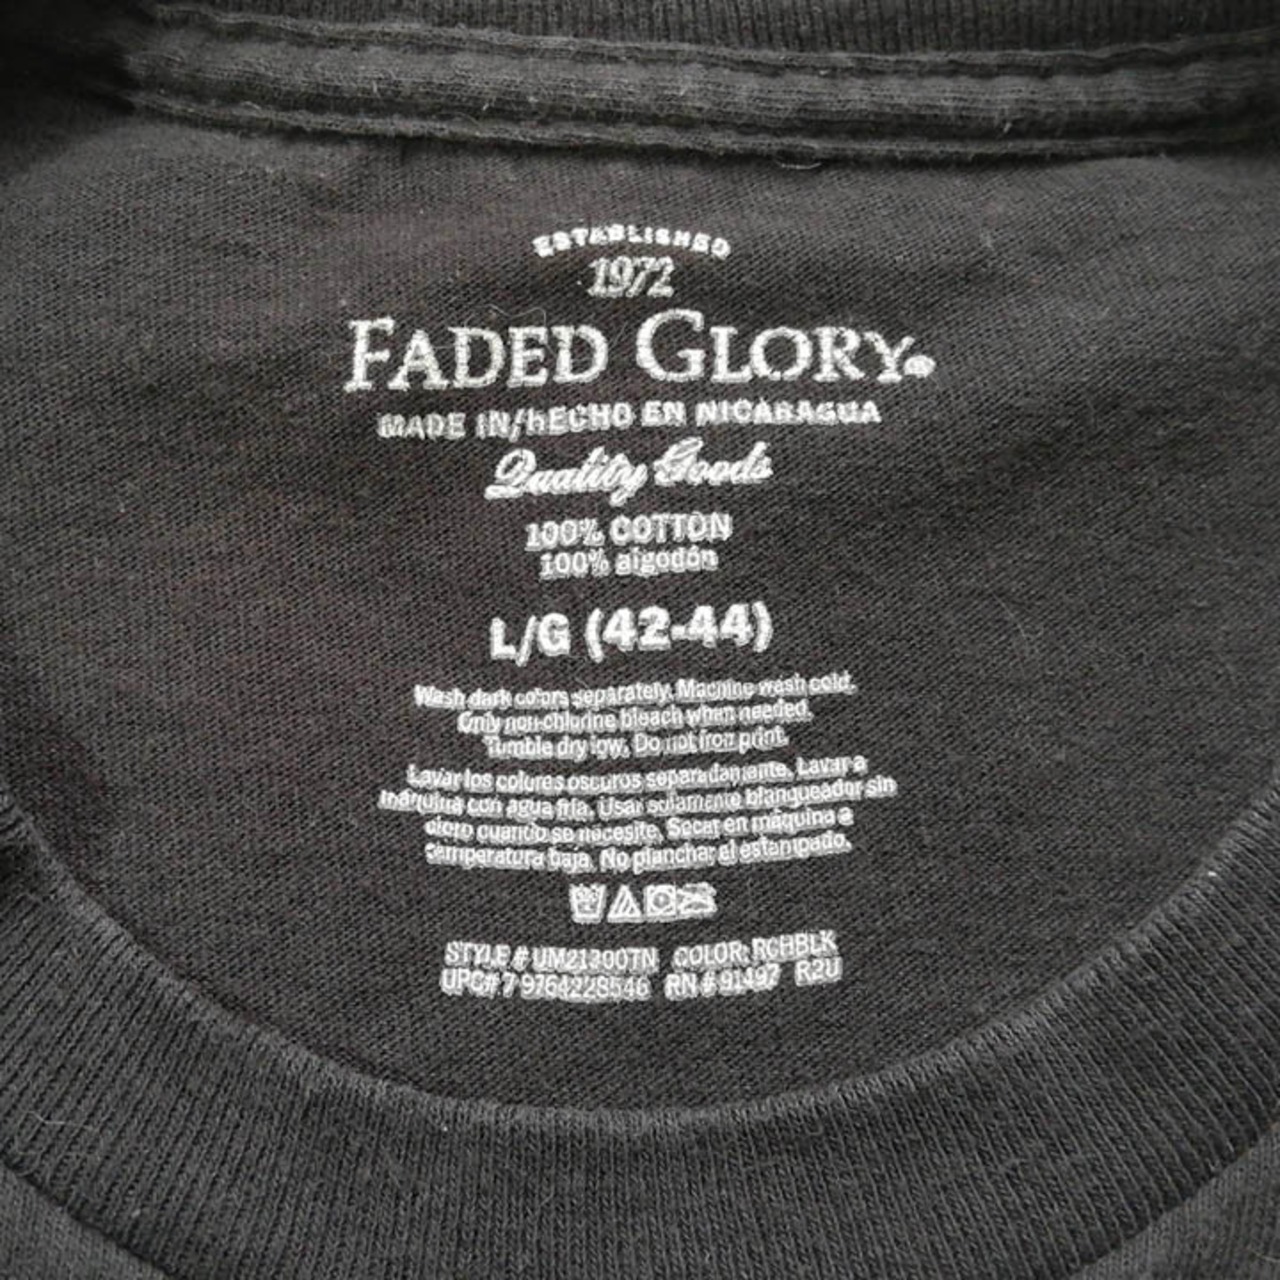 ESTABLISHED
1972
FADED GLORY®
MADE IN/hECHO EN NICARAGUA
Quality Goods
100% COTTON
100% algodón
L/G (42-44)
Wash dark colors separately. Machine wash cold.
Only non-chlorine bleach when needed.
Tumble dry low. Do not iron print.
Lavar los colores oscuros separadamante. Lavar a
máquina con agua fria. Usar solamente blanqueador sin
cloro cuando se necesite. Secar en máquina a
temperatura baja. No planchar el estampado.
STYLE # UM21300TN COLOR: RCHBLK
UPC# 7 9764228546 RN # 91497 R2U